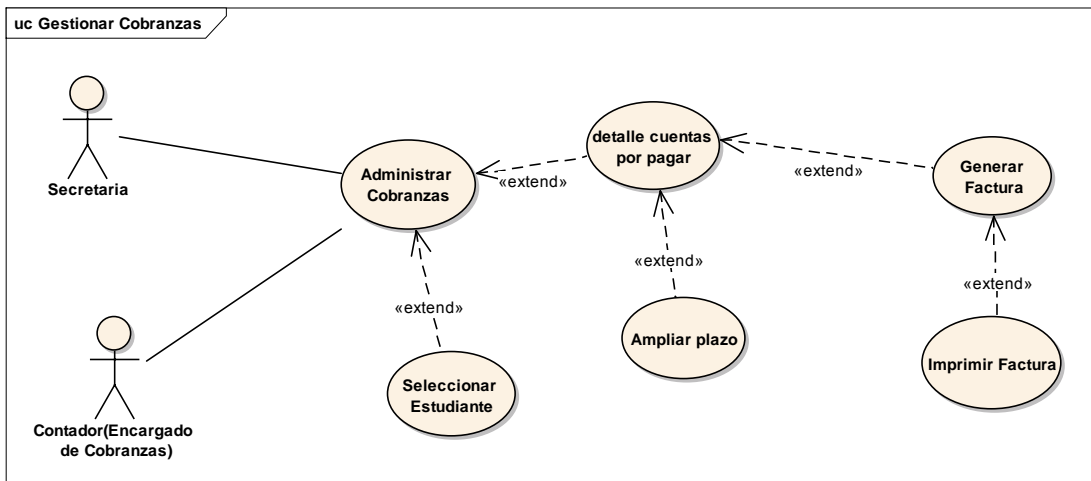 uc Gestionar Cobranzas
Secretaria
Contador(Encargado
de Cobranzas)
Administrar
Cobranzas
«extend»
Seleccionar
Estudiante
«extend»
detalle cuentas
por pagar
«extend»
Ampliar plazo
«extend»
Generar
Factura
«extend»
Imprimir Factura